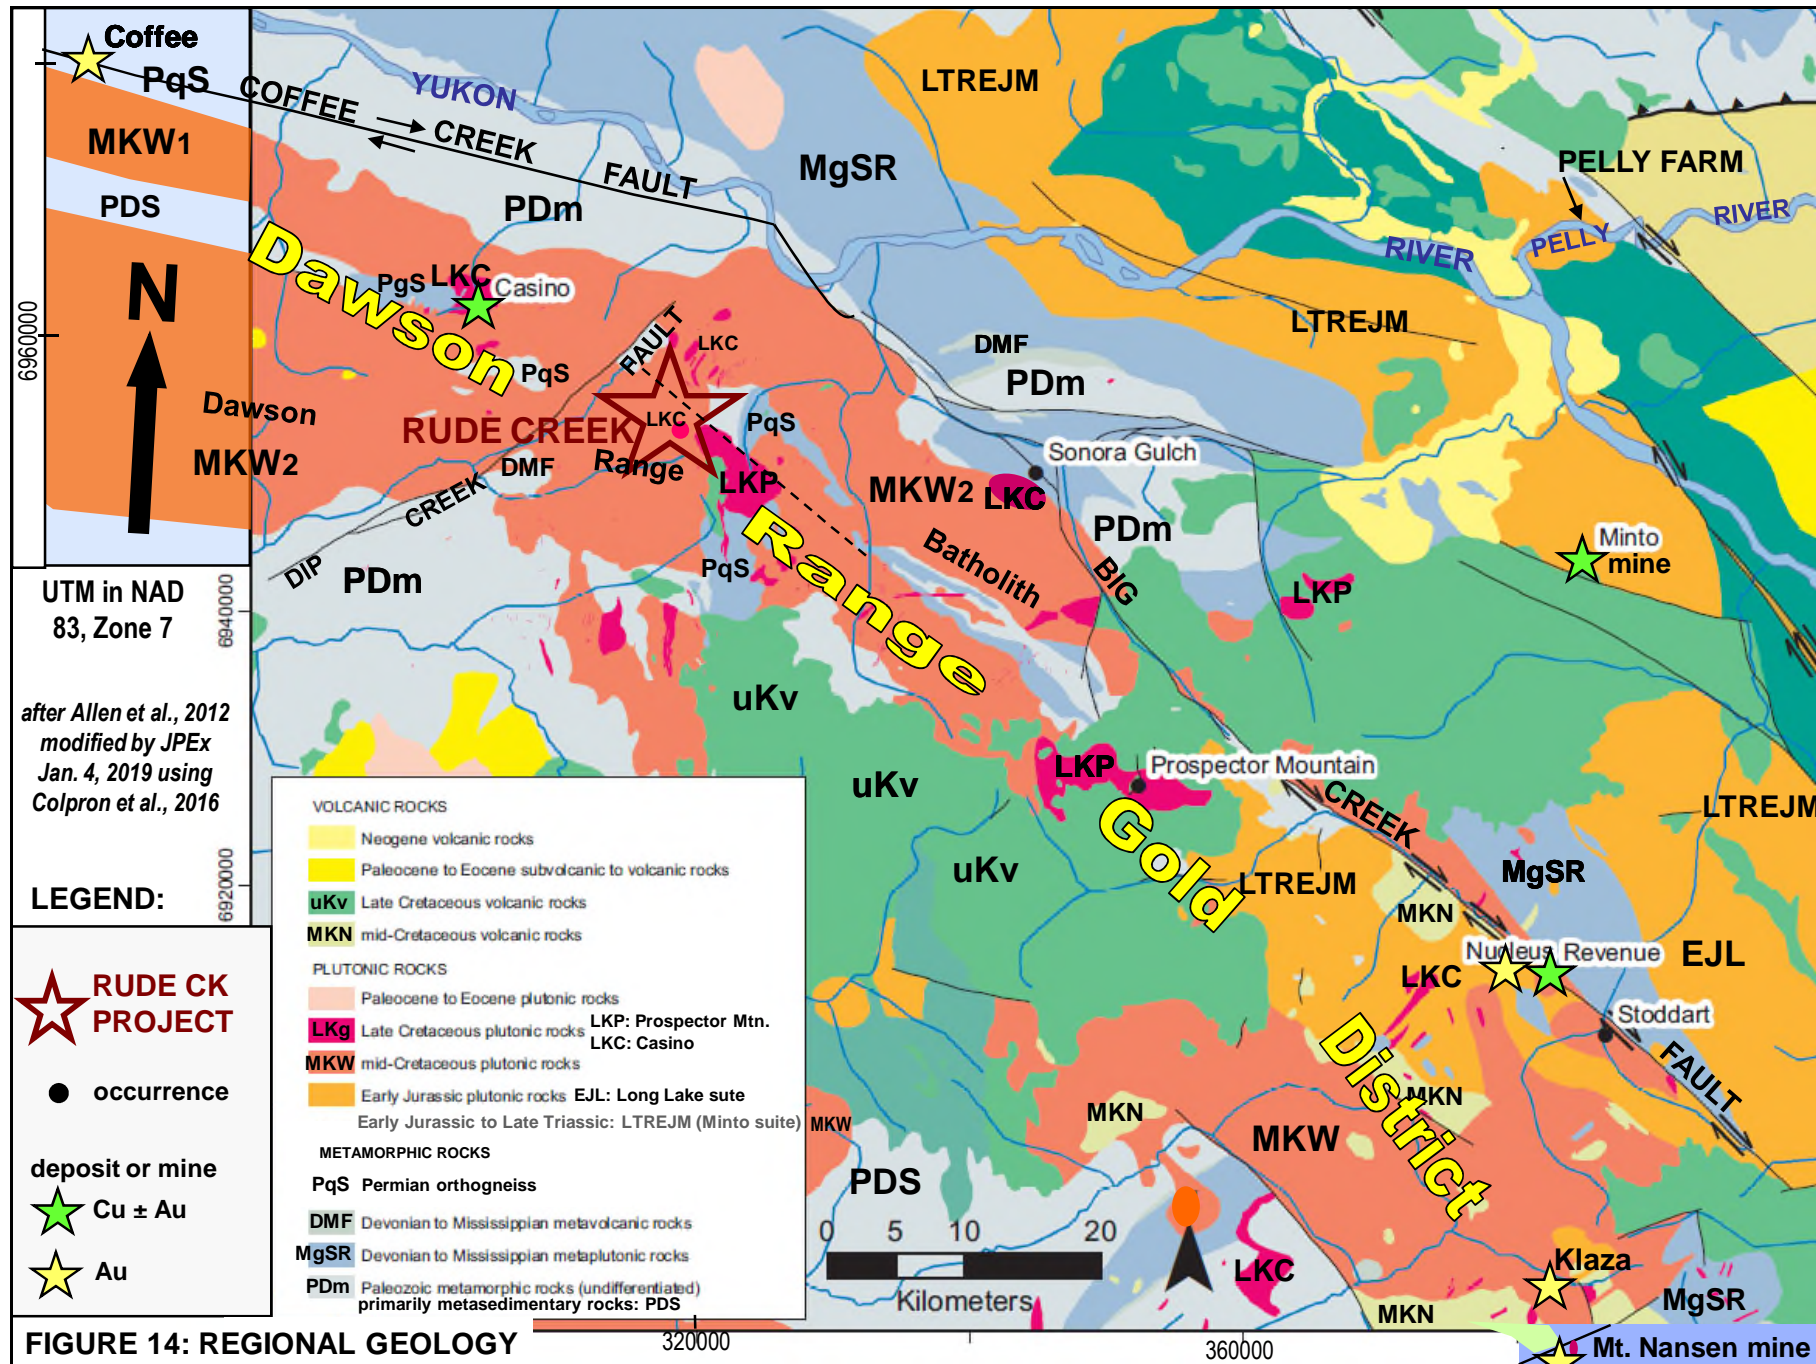 Coffee
PqS
COFFEE
CREEK
FAULT
YUKON
LTREJM
MKW1
MgSR
PELLY FARM
PDS
PDm
RIVER
PELLY
RIVER
Dawson
N
PgS
LKC
Casino
LTREJM
FAULT
LKC
DMF
PqS
PDm
6960000
Dawson
RUDE CREEK
LKC
PqS
Sonora Gulch
MKW2
DMF
Range
LKP
MKW2
LKC
CREEK
Range
PDm
Minto
mine
DIP
PDm
PqS
Batholith
BIG
LKP
UTM in NAD
83, Zone 7
6940000
uKv
after Allen et al., 2012
modified by JPEx
Jan. 4, 2019 using
Colpron et al., 2016
uKv
LKP
Prospector Mountain
CREEK
LTREJM
Gold
uKv
LTREJM
MgSR
6920000
MKN
Nucleus
Revenue
EJL
LKC
Stoddart
FAULT
District
MKN
MKN
MKW
MKW
PDS
LKC
Klaza
MgSR
MKN
Mt. Nansen mine
LEGEND:
RUDE CK
PROJECT
occurrence
deposit or mine
Cu ± Au
Au
VOLCANIC ROCKS
Neogene volcanic rocks
Paleocene to Eocene subvolcanic to volcanic rocks
uKv Late Cretaceous volcanic rocks
MKN mid-Cretaceous volcanic rocks
PLUTONIC ROCKS
Paleocene to Eocene plutonic rocks
LKg Late Cretaceous plutonic rocks LKP: Prospector Mtn.
LKC: Casino
MKW mid-Cretaceous plutonic rocks
Early Jurassic plutonic rocks EJL: Long Lake sute
Early Jurassic to Late Triassic: LTREJM (Minto suite)
METAMORPHIC ROCKS
PqS Permian orthogneiss
DMF Devonian to Mississippian metavolcanic rocks
MgSR Devonian to Mississippian metaplutonic rocks
PDm Paleozoic metamorphic rocks (undifferentiated)
primarily metasedimentary rocks: PDS
0 5 10 20
Kilometers
FIGURE 14: REGIONAL GEOLOGY
320000
360000